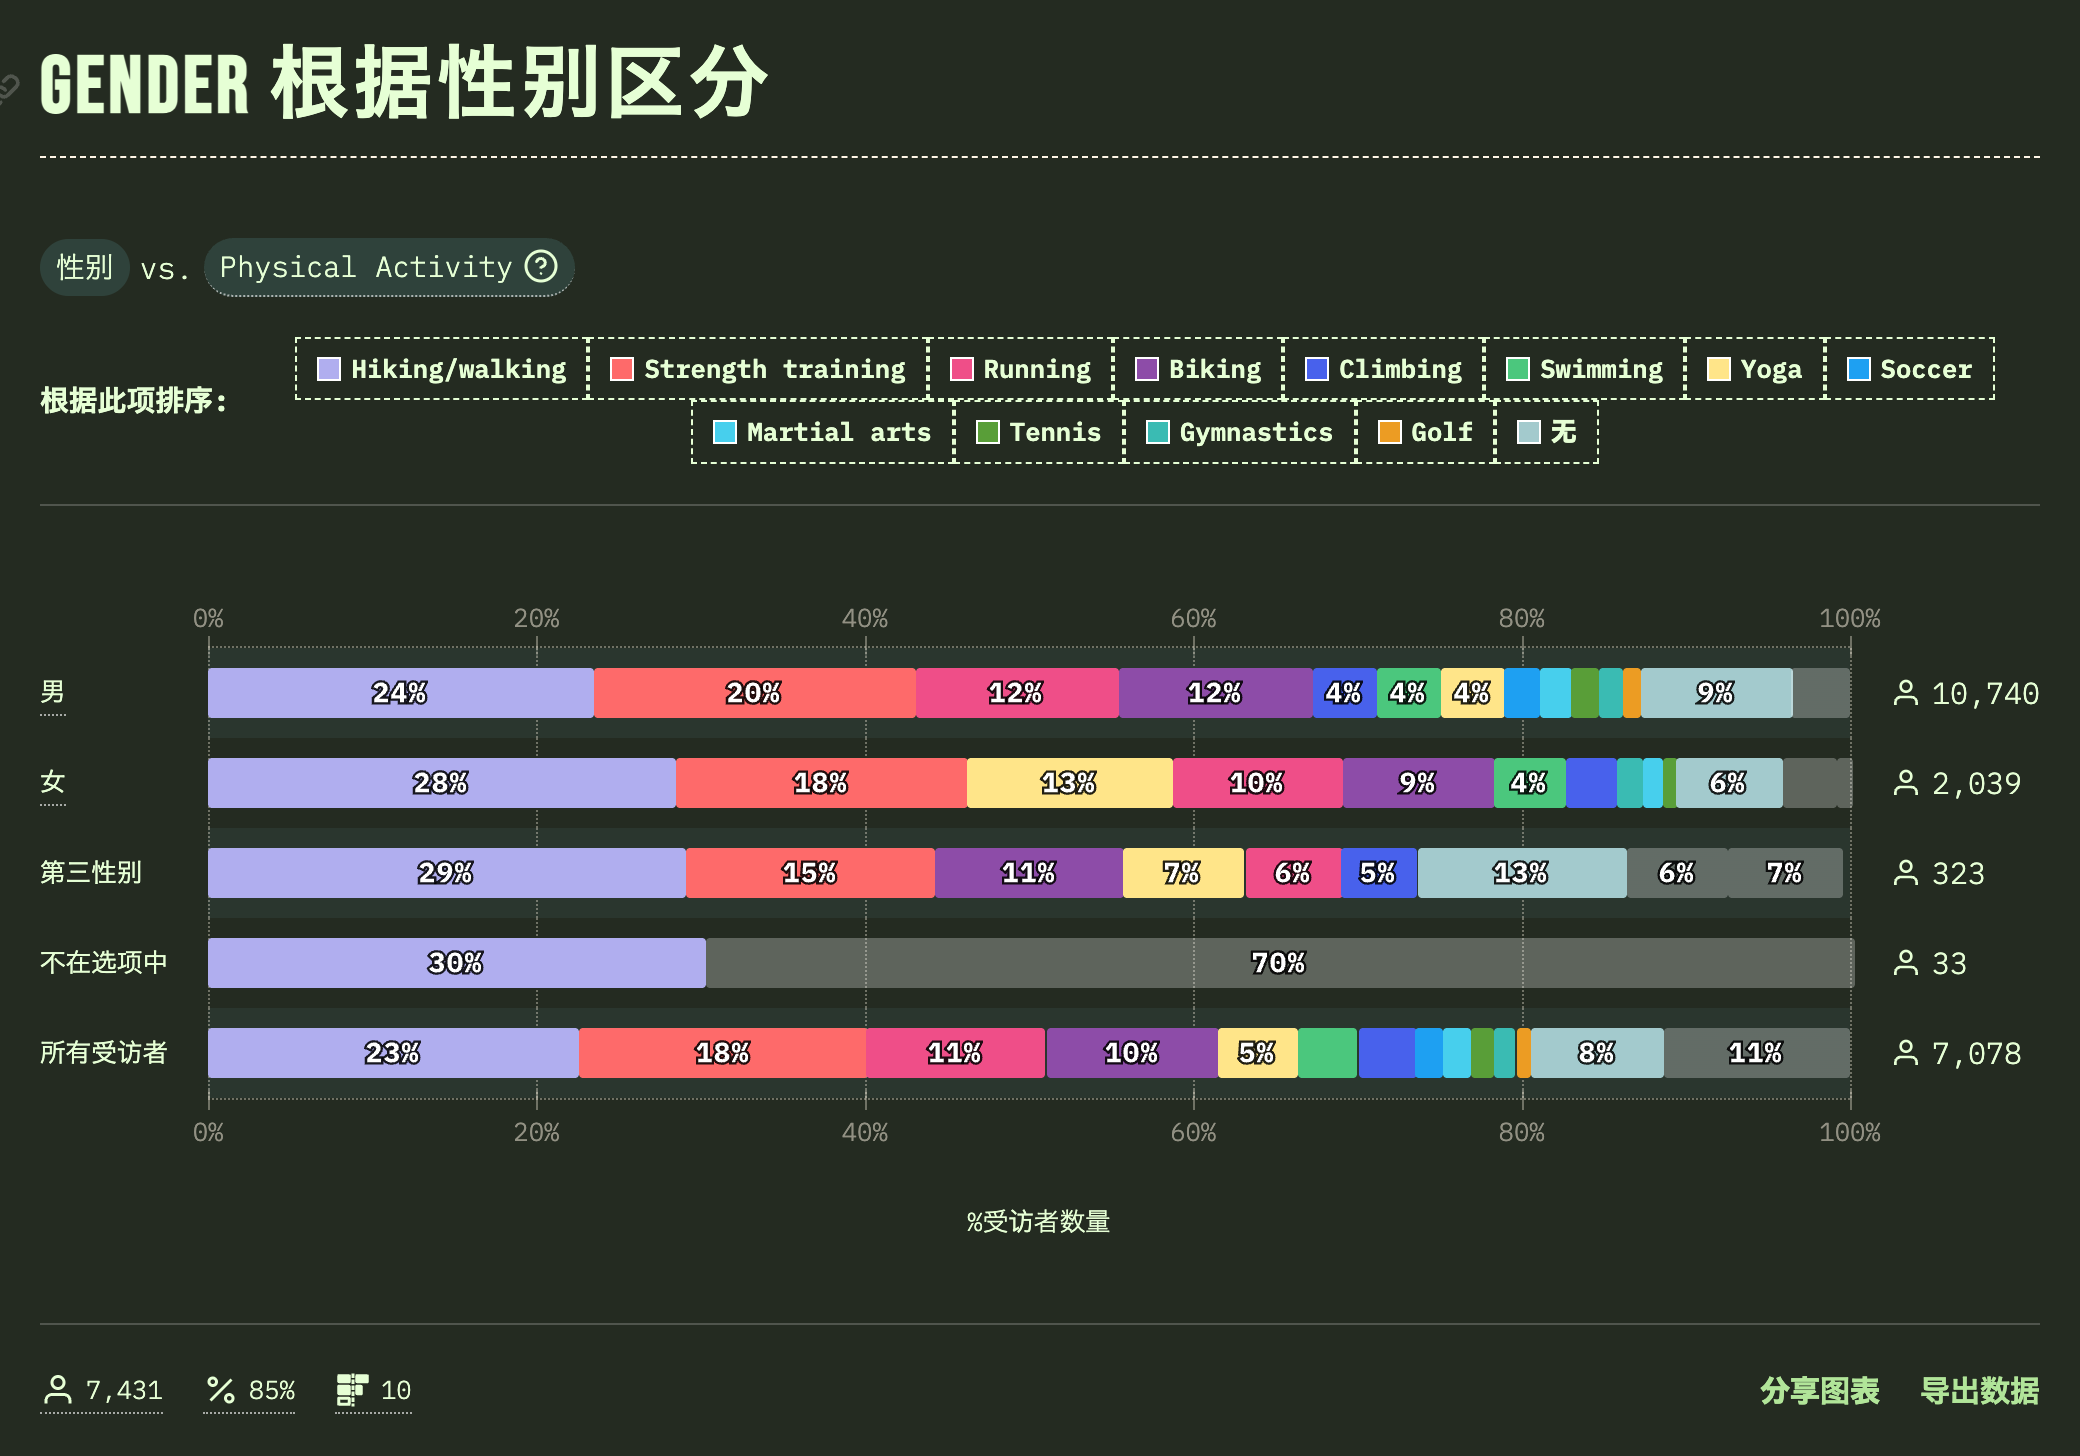 GENDER 根据性别区分
性别 vs. Physical Activity ?
根据此项排序:
Hiking/walking Strength training Running Biking Climbing Swimming Yoga Soccer
Martial arts Tennis Gymnastics Golf 无
0% 20% 40% 60% 80% 100%
男 24% 20% 12% 12% 4% 4% 4% 9% 10,740
女 28% 18% 13% 10% 9% 4% 6% 2,039
第三性别 29% 15% 11% 7% 6% 5% 13% 6% 7% 323
不在选项中 30% 70% 33
所有受访者 23% 18% 11% 10% 5% 8% 11% 7,078
0% 20% 40% 60% 80% 100%
%受访者数量
7,431 % 85% 10 分享图表 导出数据